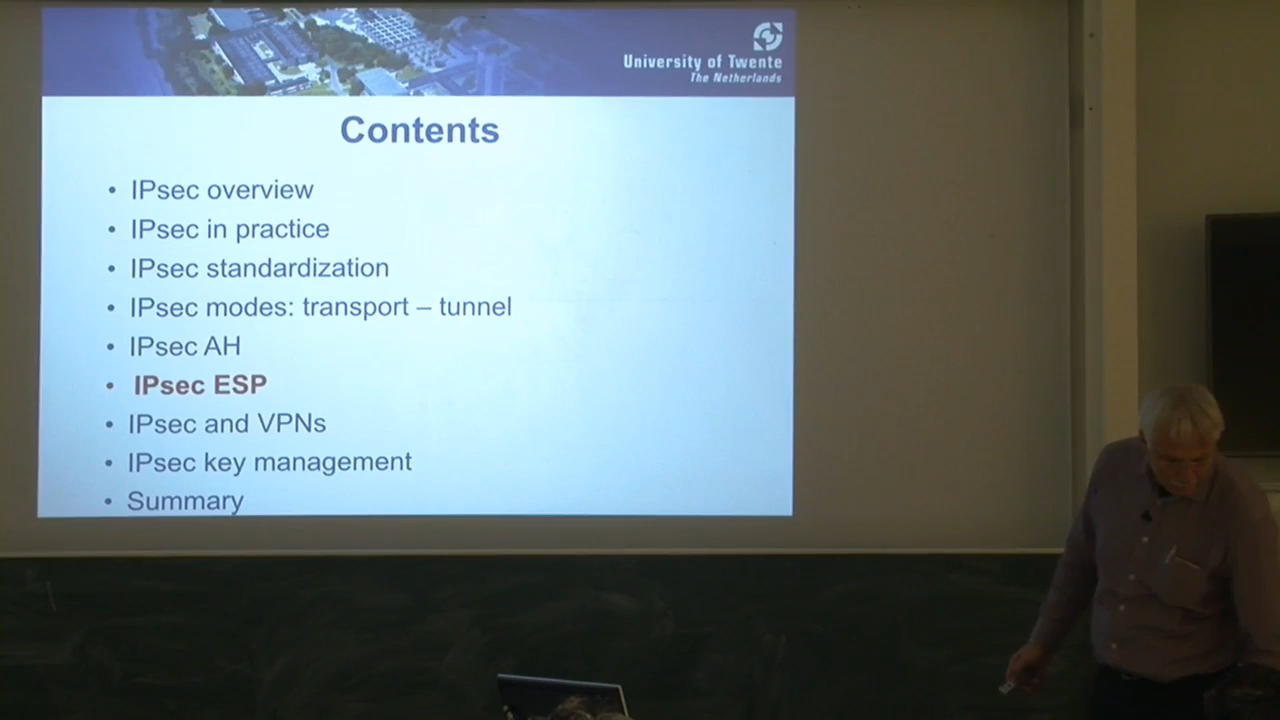 University of Twente
The Netherlands
Contents
• IPsec overview
• IPsec in practice
• IPsec standardization
• IPsec modes: transport – tunnel
• IPsec AH
• IPsec ESP
• IPsec and VPNs
• IPsec key management
• Summary